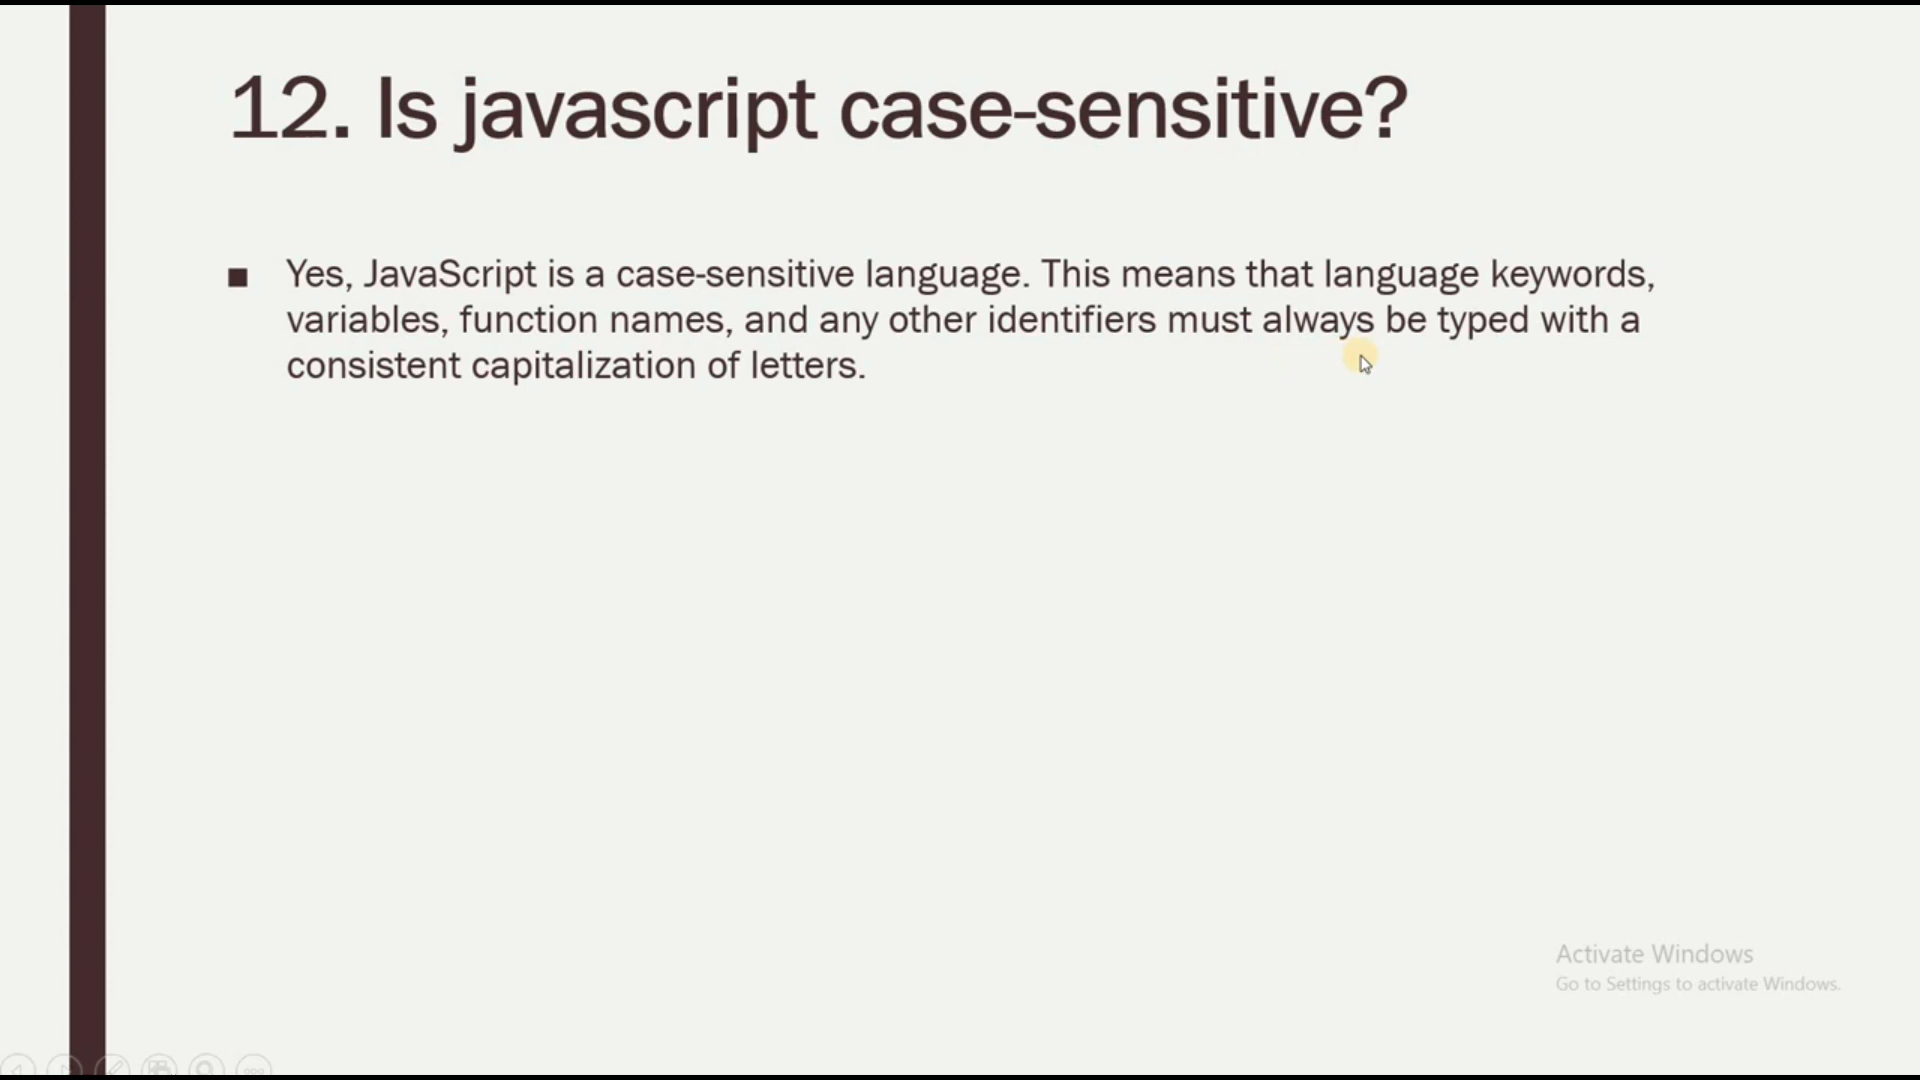 12. Is javascript case-sensitive?
■ Yes, JavaScript is a case-sensitive language. This means that language keywords,
variables, function names, and any other identifiers must always be typed with a
consistent capitalization of letters.
Activate Windows
Go to Settings to activate Windows.